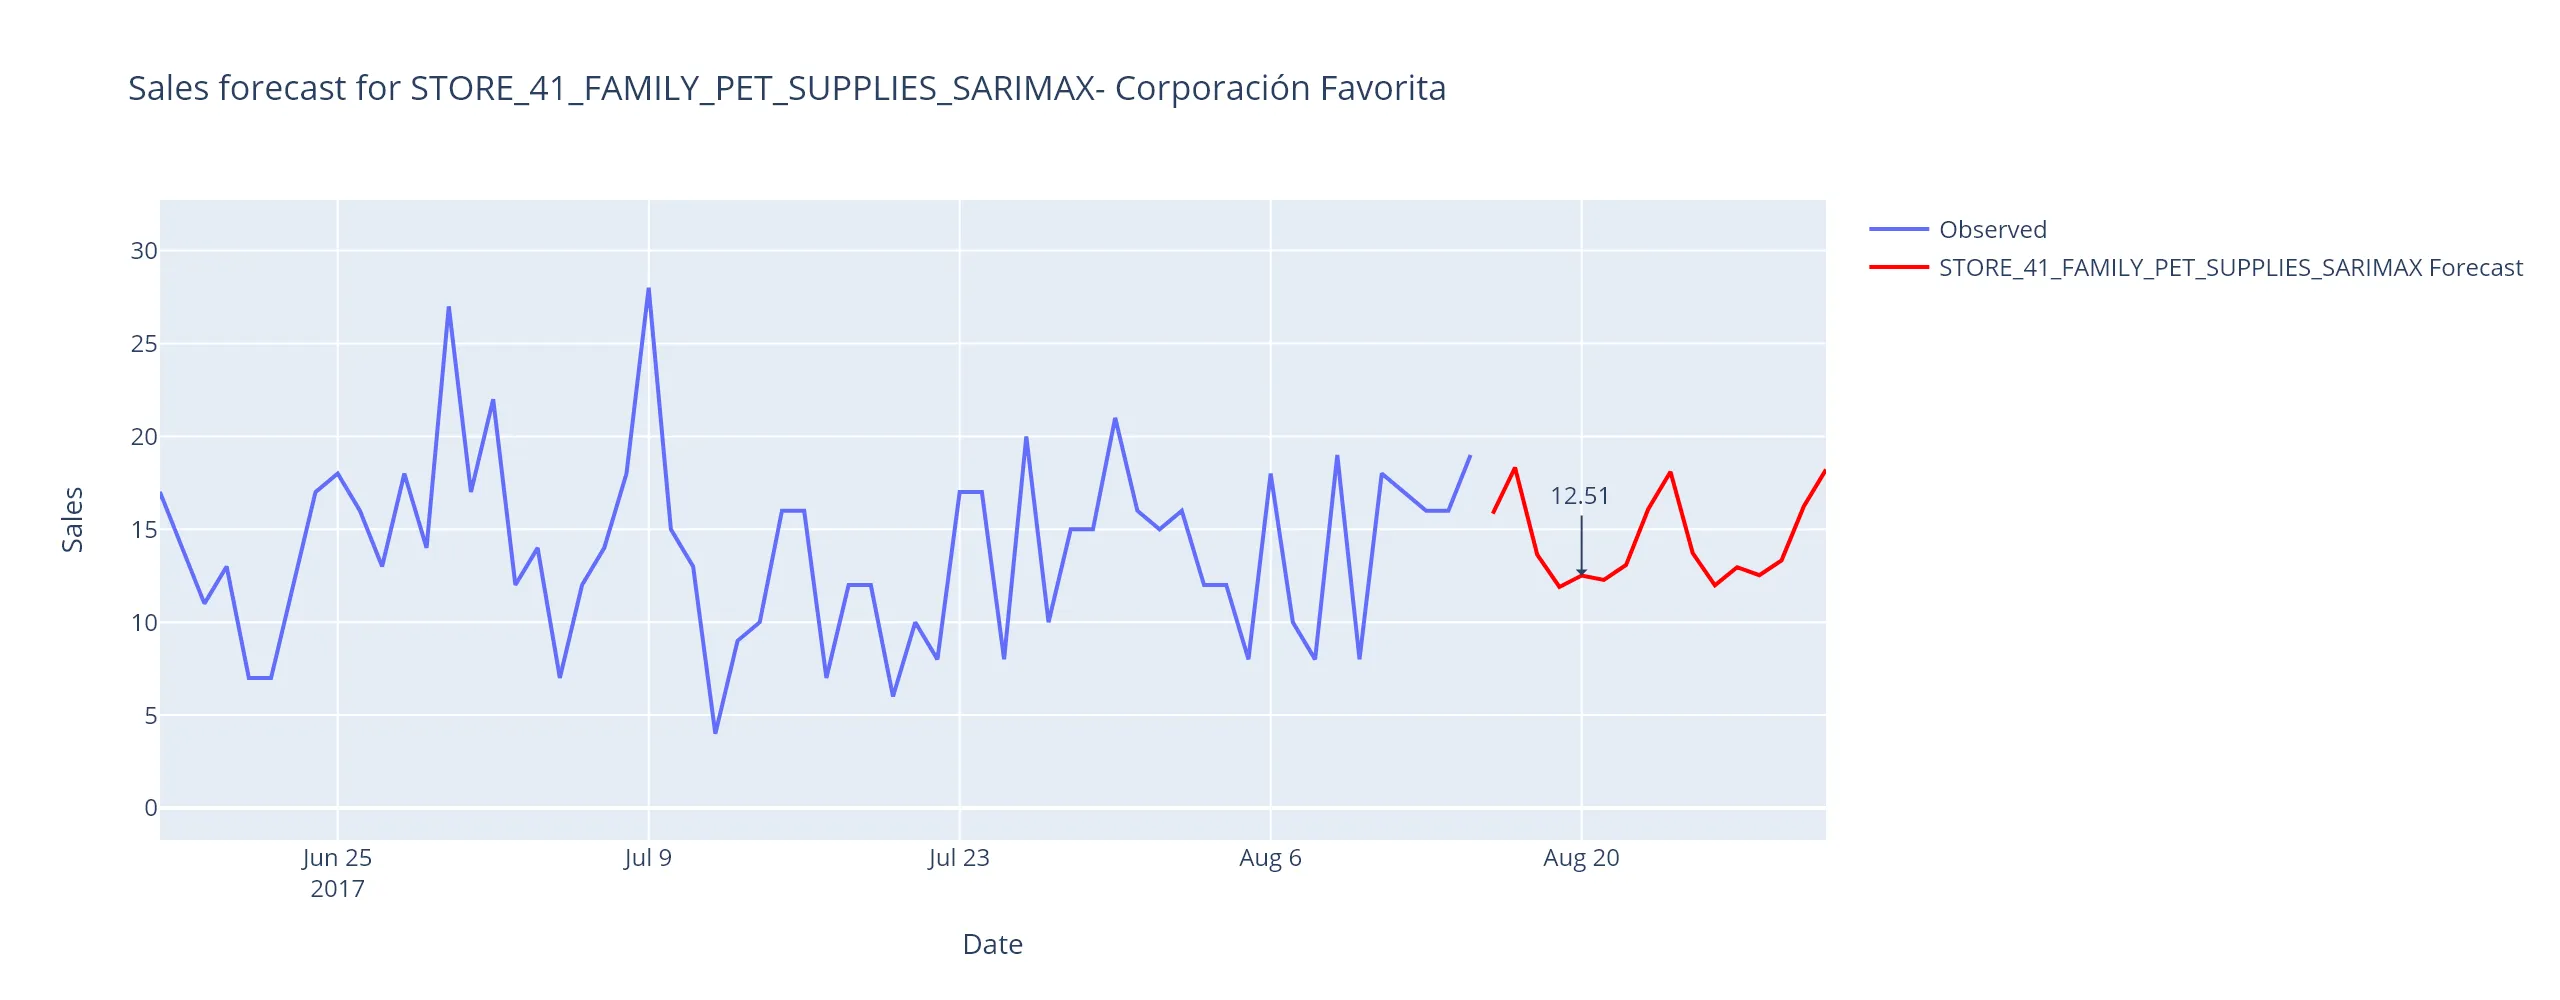 Sales forecast for STORE_41_FAMILY_PET_SUPPLIES_SARIMAX- Corporación Favorita
Observed
STORE_41_FAMILY_PET_SUPPLIES_SARIMAX Forecast
30
25
20
15
10
5
0
Sales
12.51
Jun 25
2017
Jul 9
Jul 23
Aug 6
Aug 20
Date